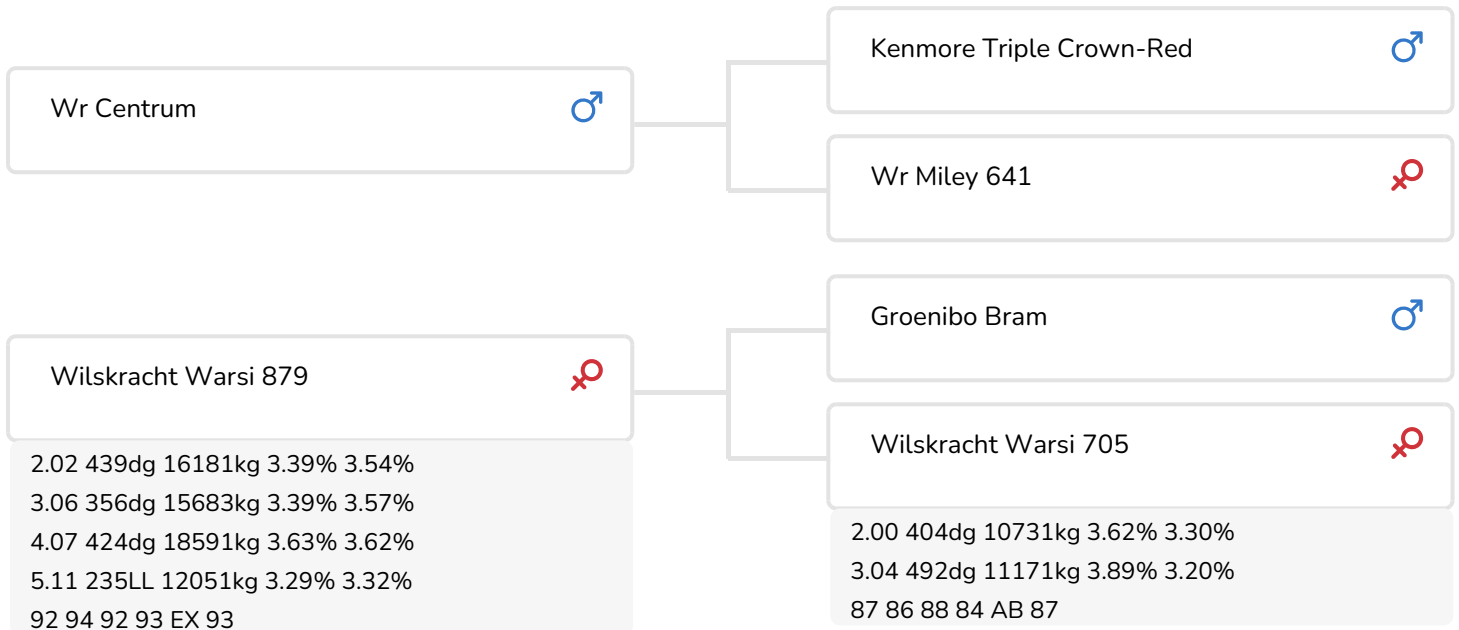 Wr Centrum
Kenmore Triple Crown-Red
Wr Miley 641
Wilskracht Warsi 879
2.02 439dg 16181kg 3.39% 3.54%
3.06 356dg 15683kg 3.39% 3.57%
4.07 424dg 18591kg 3.63% 3.62%
5.11 235LL 12051kg 3.29% 3.32%
92 94 92 93 EX 93
Groenibo Bram
Wilskracht Warsi 705
2.00 404dg 10731kg 3.62% 3.30%
3.04 492dg 11171kg 3.89% 3.20%
87 86 88 84 AB 87